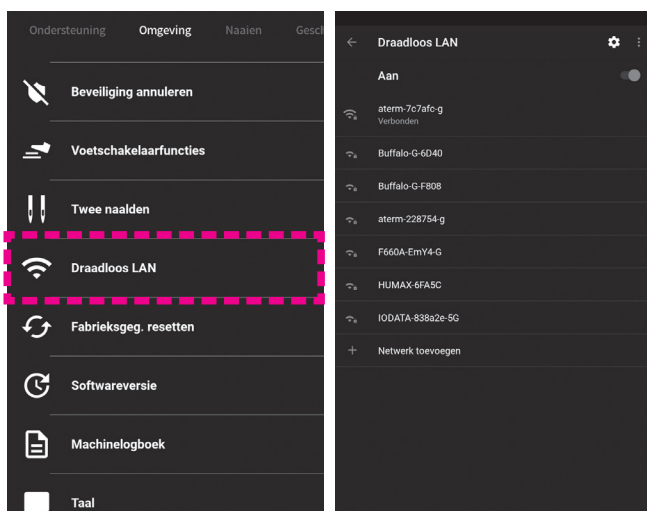 Ondersteuning Omgeving Naaien Gesch
Beveiliging annuleren
Voetschakelaarfuncties
Twee naalden
Draadloos LAN
Fabrieksgeg. resetten
Softwareversie
Machinelogboek
Taal
Draadloos LAN
Aan
aterm-7c7afc-g
Verbonden
Buffalo-G-6D40
Buffalo-G-F808
aterm-228754-g
F660A-EmY4-G
HUMAX-6FA5C
IODATA-838a2e-5G
Netwerk toevoegen